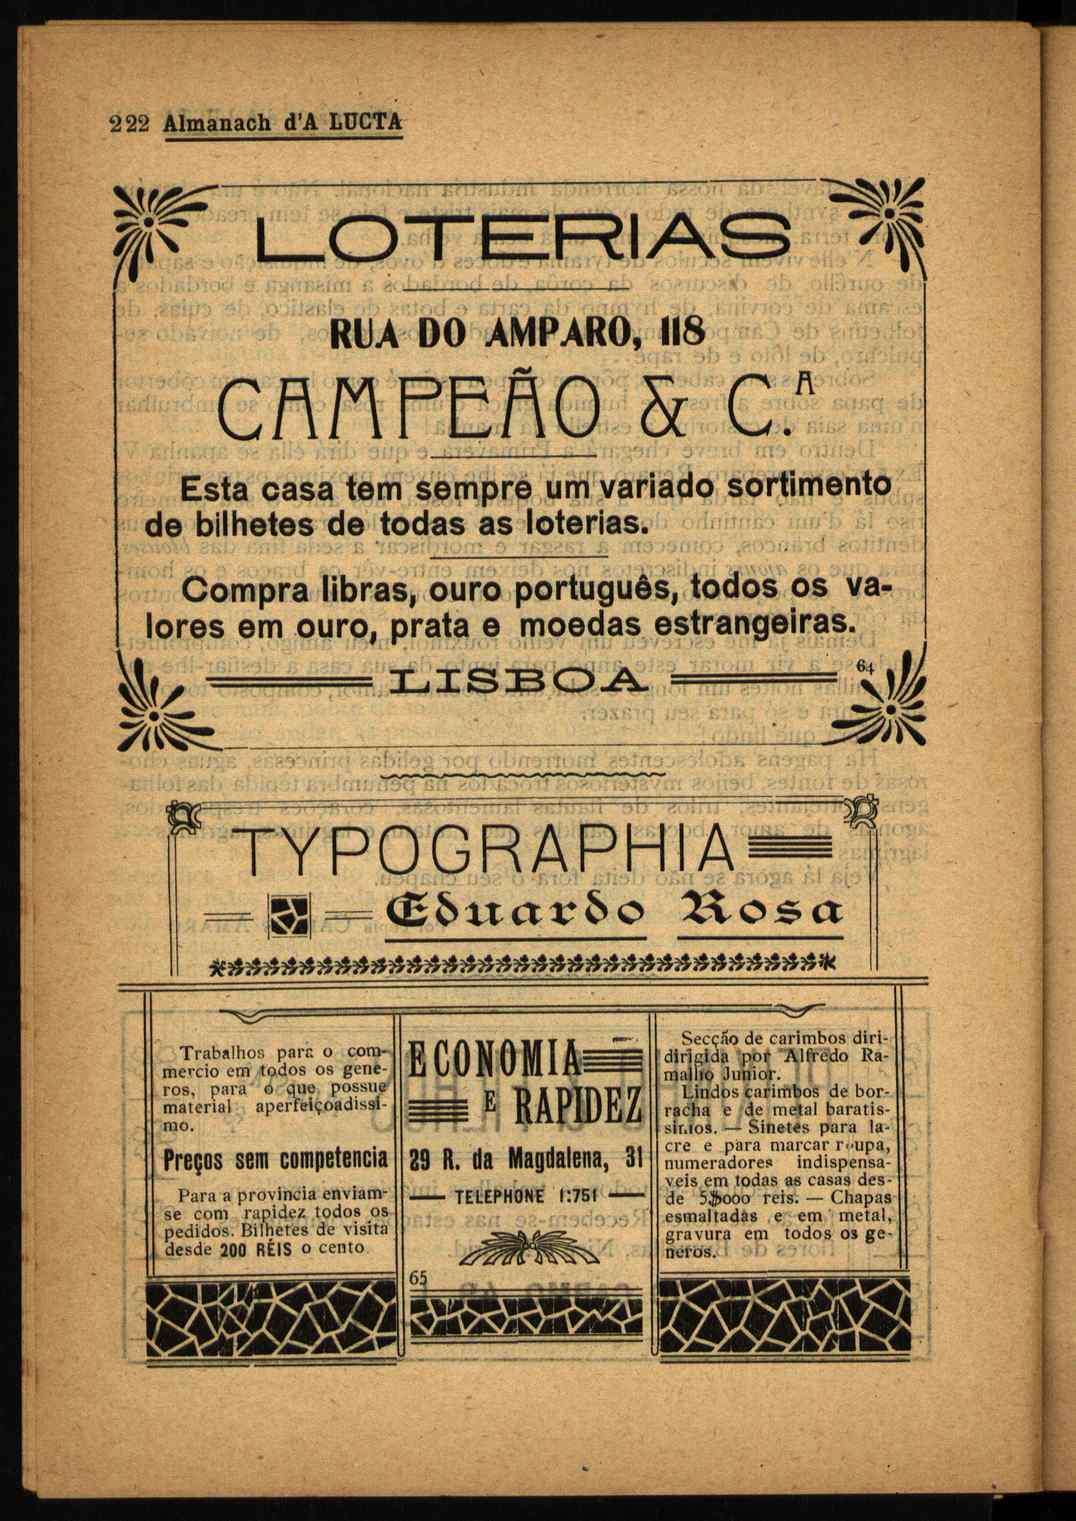 222 Almanach d'A LUCTA
LOTERIAS
RUA DO AMPARO, 118
CAMPEÃO & C.A
Esta casa tem sempre um variado sortimento
de bilhetes de todas as loterias.
Compra libras, ouro português, todos os va-
lores em ouro, prata e moedas estrangeiras.
LISBOA
64
TYPOGRAPHIA
Eduardo Rosa
Trabalhos para o com-
mercio em todos os gene-
ros, para o que possue
material aperfeiçoadissi-
mo.
Preços sem competencia
Para a provincia enviam-
se com rapidez todos os
pedidos. Bilhetes de visita
desde 200 RÉIS o cento
ECONOMIA
E RAPIDEZ
29 R. da Magdalena, 31
TELEPHONE 1:751
65
Secção de carimbos diri-
dirigida por Alfredo Ra-
malho Junior.
Lindos carimbos de bor-
racha e de metal baratis-
simos. — Sinetes para la-
cre e para marcar roupa,
numeradores indispensa-
veis em todas as casas des-
de 5$000 reis. — Chapas
esmaltadas e em metal,
gravura em todos os ge-
neros.